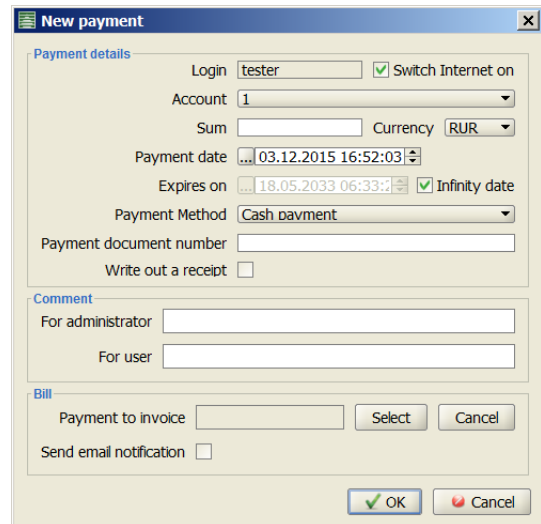 New payment
Payment details
Login tester Switch Internet on
Account 1
Sum Currency RUR
Payment date ... 03.12.2015 16:52:03
Expires on ... 18.05.2033 06:33:2
Infinity date
Payment Method Cash payment
Payment document number
Write out a receipt
Comment
For administrator
For user
Bill
Payment to invoice Select Cancel
Send email notification
OK Cancel